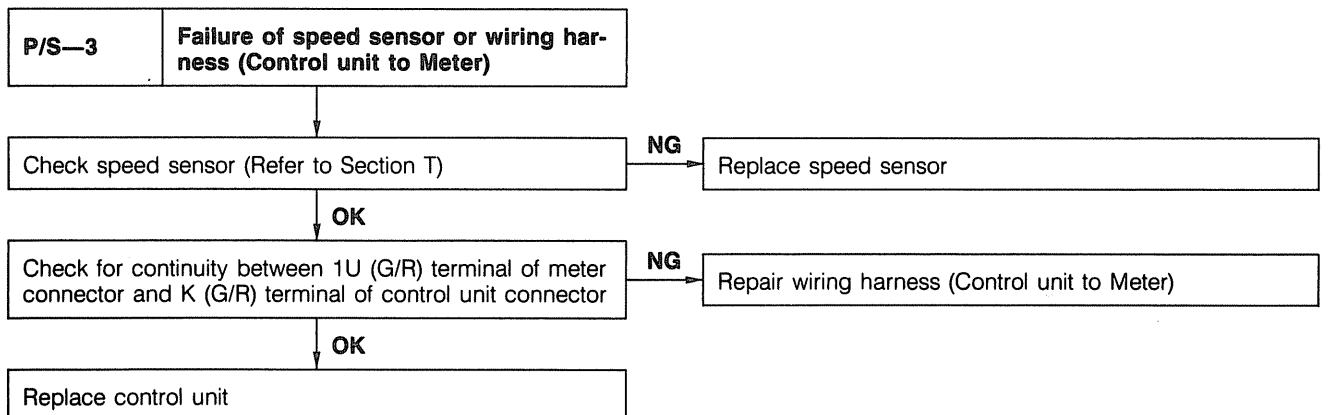 P/S—3
Failure of speed sensor or wiring har-
ness (Control unit to Meter)
Check speed sensor (Refer to Section T)
NG
Replace speed sensor
OK
Check for continuity between 1U (G/R) terminal of meter
connector and K (G/R) terminal of control unit connector
NG
Repair wiring harness (Control unit to Meter)
OK
Replace control unit